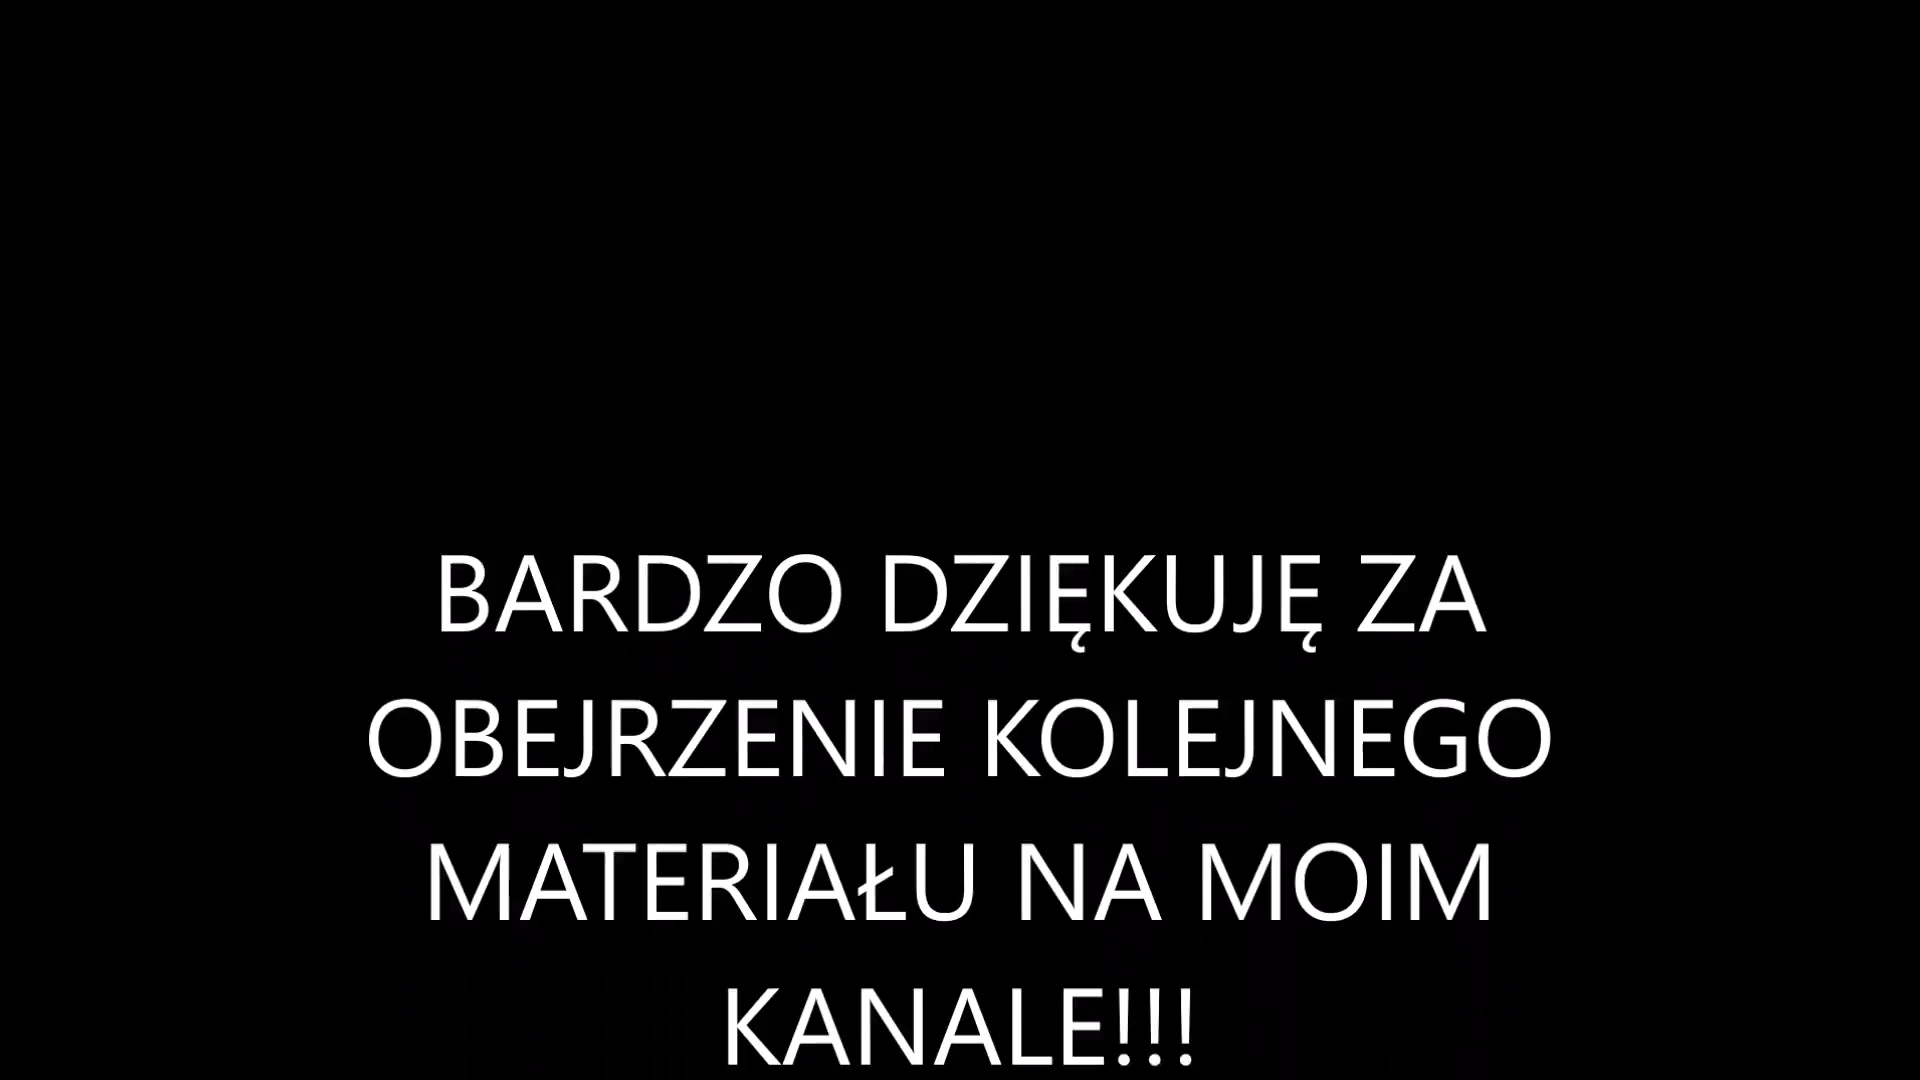 BARDZO DZIĘKUJĘ ZA
OBEJRZENIE KOLEJNEGO
MATERIAŁU NA MOIM
KANALE!!!